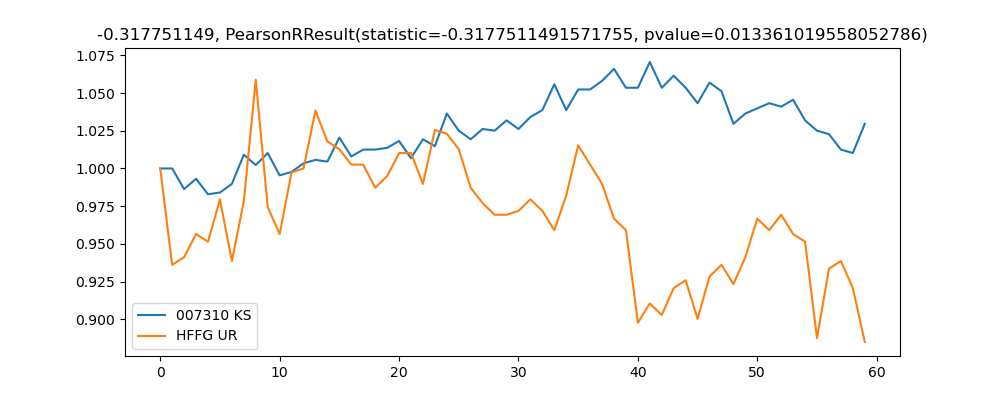 -0.317751149, PearsonRResult(statistic=-0.3177511491571755, pvalue=0.013361019558052786)
1.075
1.050
1.025
1.000
0.975
0.950
0.925
0.900
007310 KS
HFFG UR
0 10 20 30 40 50 60